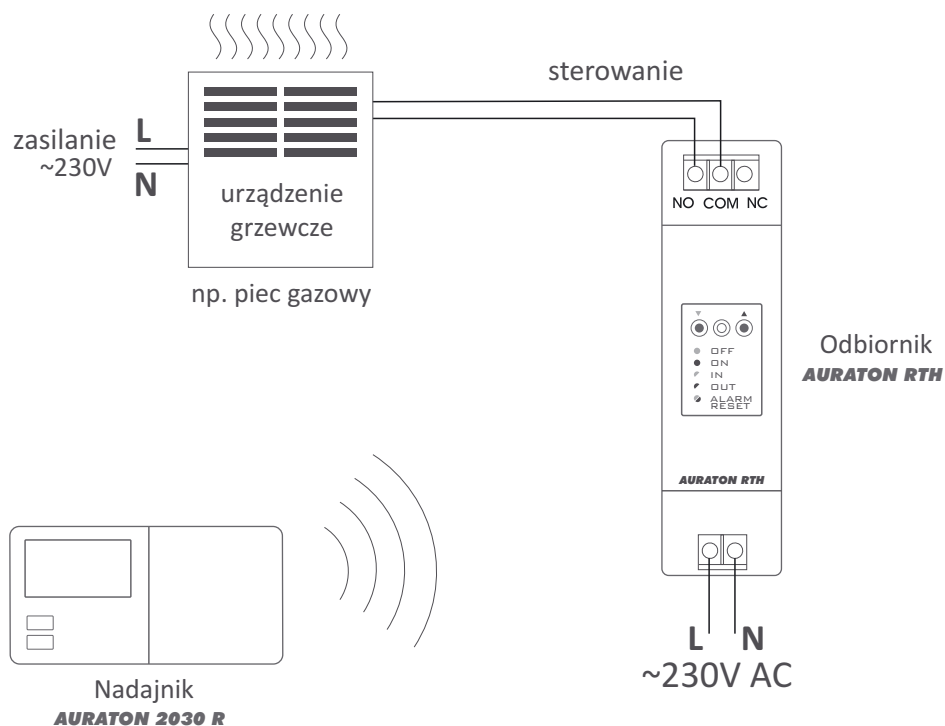 sterowanie
zasilanie
~230V
L
N
urządzenie
grzewcze
np. piec gazowy
NO COM NC
OFF
ON
IN
OUT
ALARM
RESET
AURATON RTH
Odbiornik
AURATON RTH
L N
~230V AC
Nadajnik
AURATON 2030 R